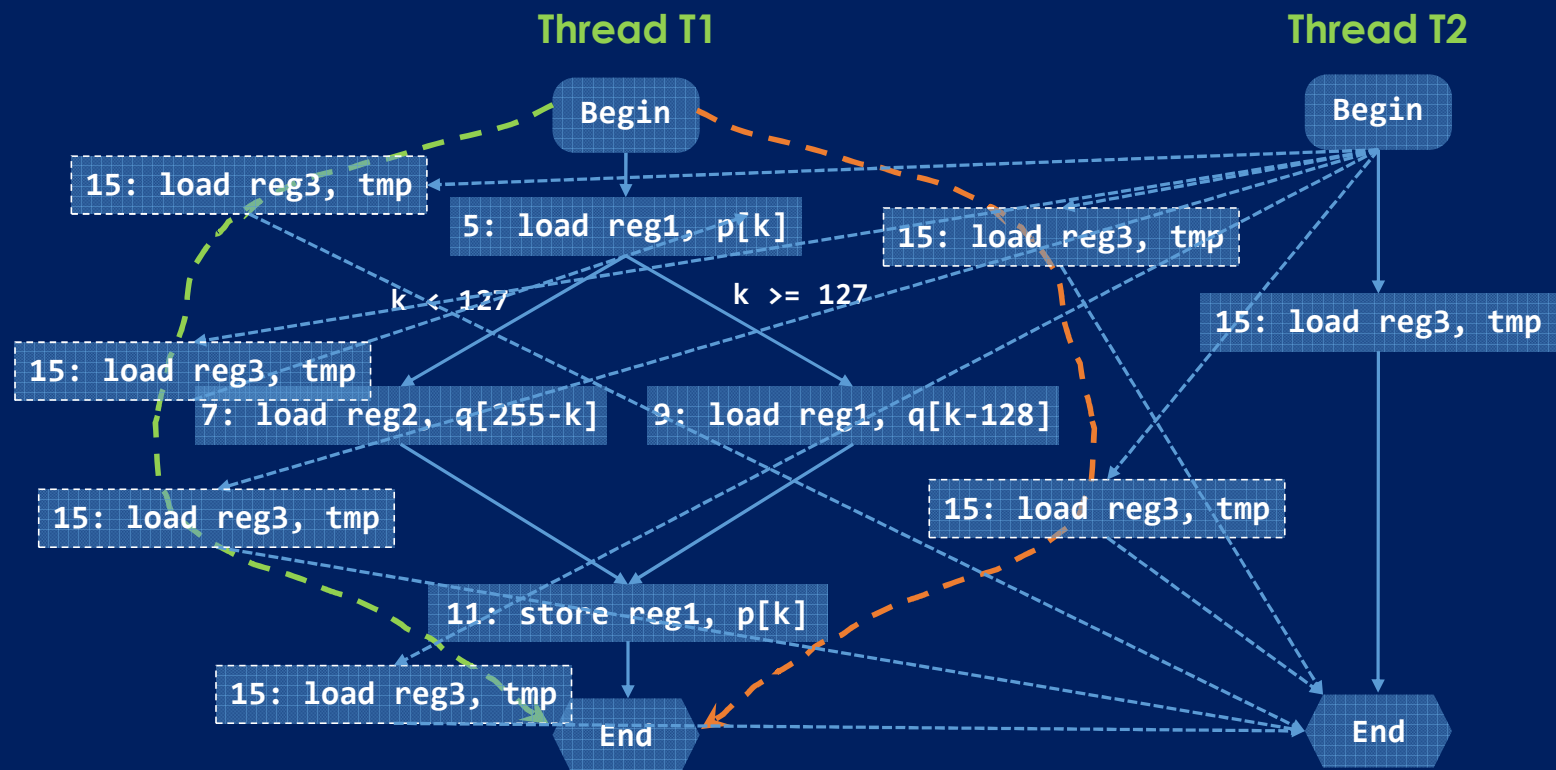 Thread T1
Thread T2
Begin
Begin
15: load reg3, tmp
5: load reg1, p[k]
15: load reg3, tmp
k < 127
k >= 127
15: load reg3, tmp
15: load reg3, tmp
7: load reg2, q[255-k]
9: load reg1, q[k-128]
15: load reg3, tmp
15: load reg3, tmp
11: store reg1, p[k]
15: load reg3, tmp
End
End